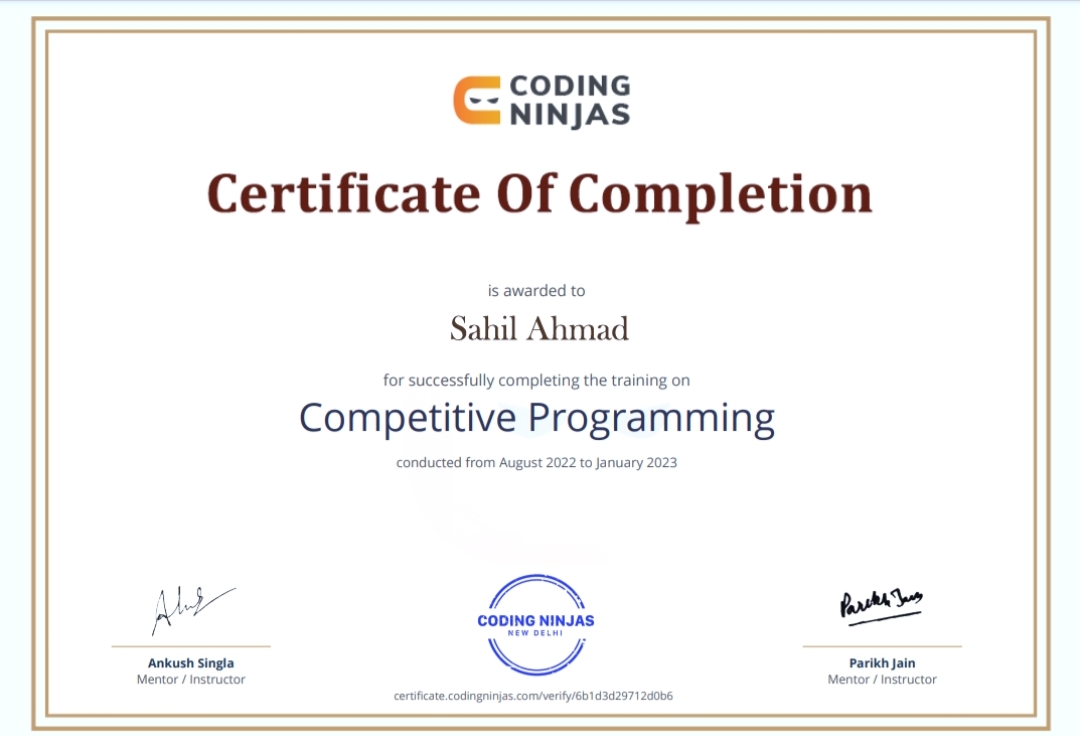 CODING
NINJAS
Certificate Of Completion
is awarded to
Sahil Ahmad
for successfully completing the training on
Competitive Programming
conducted from August 2022 to January 2023
Parikh Jain
CODING NINJAS
NEW DELHI
Ankush Singla
Mentor / Instructor
Parikh Jain
Mentor / Instructor
certificate.codingninjas.com/verify/6b1d3d29712d0b6